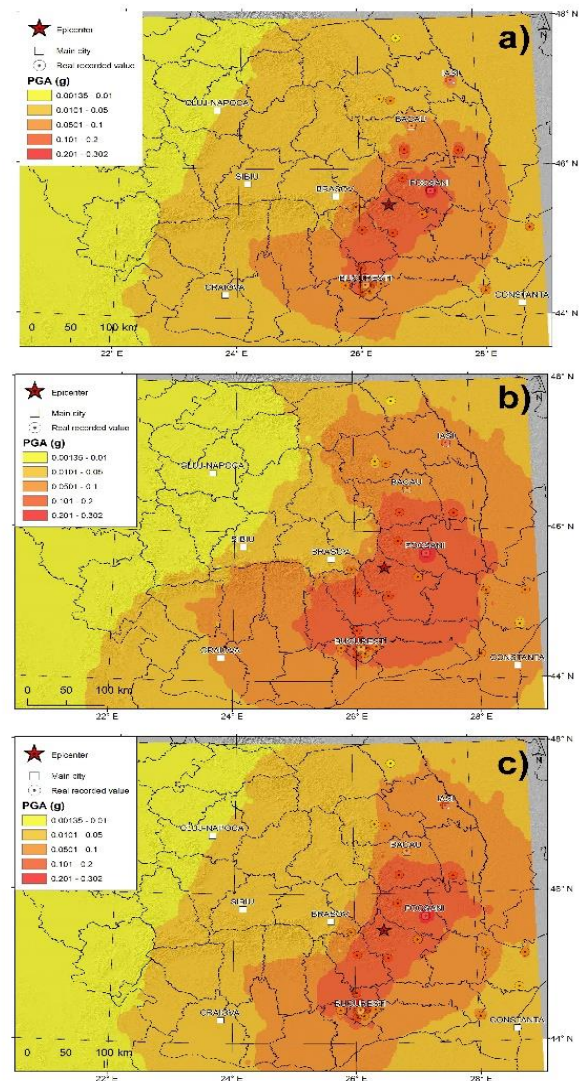 a)
48° N
Epicenter
Main city
Real recorded value
PGA (g)
0.00135 - 0.01
0.0101 - 0.05
0.0501 - 0.1
0.101 - 0.2
0.201 - 0.302
IASI
CLUJ-NAPOCA
BACAU
46° N
SIBIU
BRASOV
FOCSANI
BUCURESTI
CRAIOVA
CONSTANTA
0 50 100 km
44° N
22° E
24° E
26° E
28° E
b)
48° N
Epicenter
Main city
Real recorded value
PGA (g)
0.00135 - 0.01
0.0101 - 0.05
0.0501 - 0.1
0.101 - 0.2
0.201 - 0.302
IASI
CLUJ-NAPOCA
BACAU
46° N
SIBIU
BRASOV
FOCSANI
BUCURESTI
CRAIOVA
CONSTANTA
0 50 100 km
44° N
22° E
24° E
26° E
28° E
c)
48° N
Epicenter
Main city
Real recorded value
PGA (g)
0.00135 - 0.01
0.0101 - 0.05
0.0501 - 0.1
0.101 - 0.2
0.201 - 0.302
IASI
CLUJ-NAPOCA
BACAU
46° N
SIBIU
BRASOV
FOCSANI
BUCURESTI
CRAIOVA
CONSTANTA
0 50 100 km
44° N
22° E
24° E
26° E
28° E